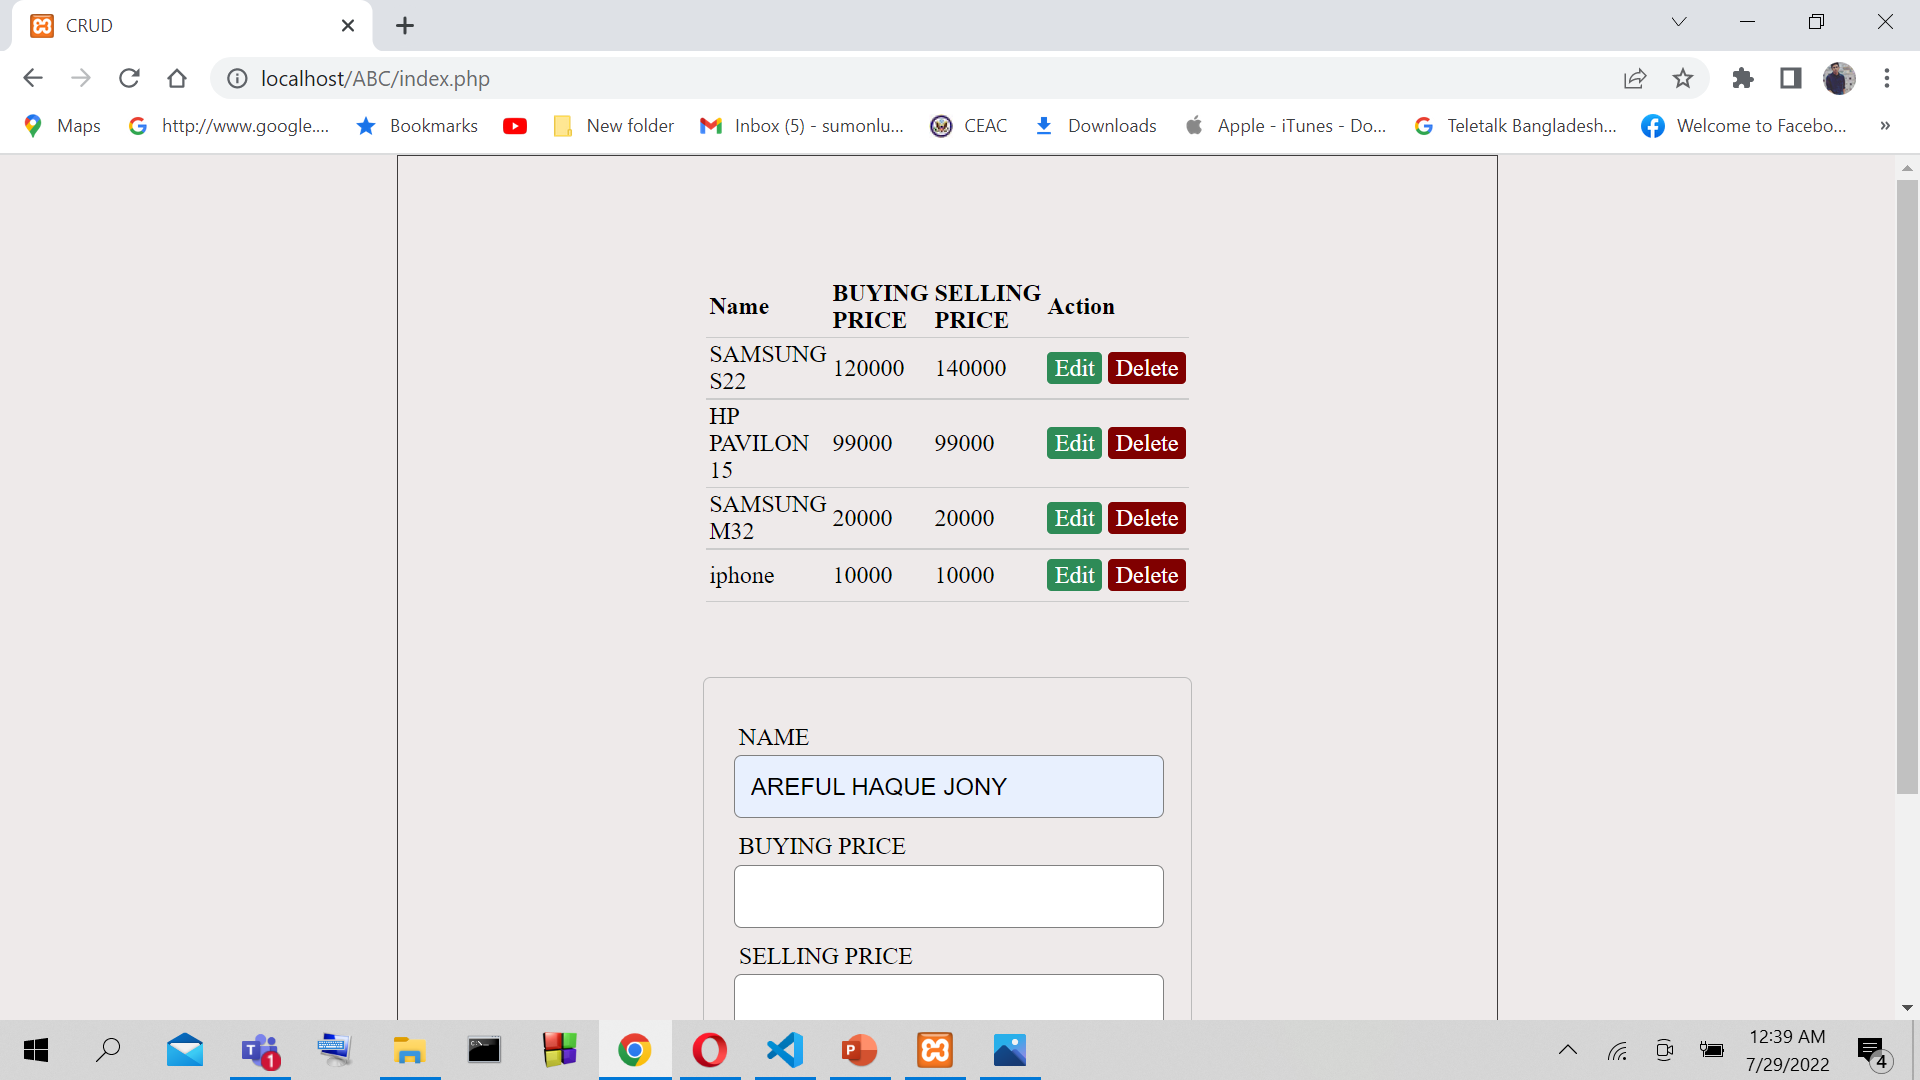 CRUD
localhost/ABC/index.php
Maps http://www.google.... Bookmarks New folder Inbox (5) - sumonlu... CEAC Downloads Apple - iTunes - Do... Teletalk Bangladesh... Welcome to Facebo... »
Name BUYING PRICE SELLING PRICE Action
SAMSUNG S22 120000 140000 Edit Delete
HP PAVILON 15 99000 99000 Edit Delete
SAMSUNG M32 20000 20000 Edit Delete
iphone 10000 10000 Edit Delete
NAME
AREFUL HAQUE JONY
BUYING PRICE
SELLING PRICE
12:39 AM
7/29/2022
1
4